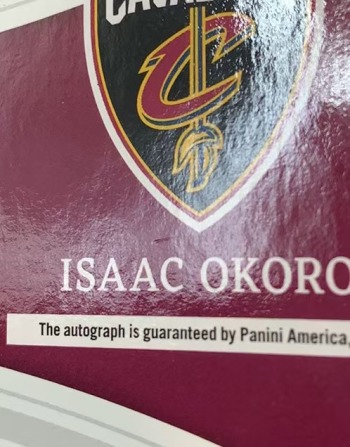 ISAAC OKORO
The autograph is guaranteed by Panini America,